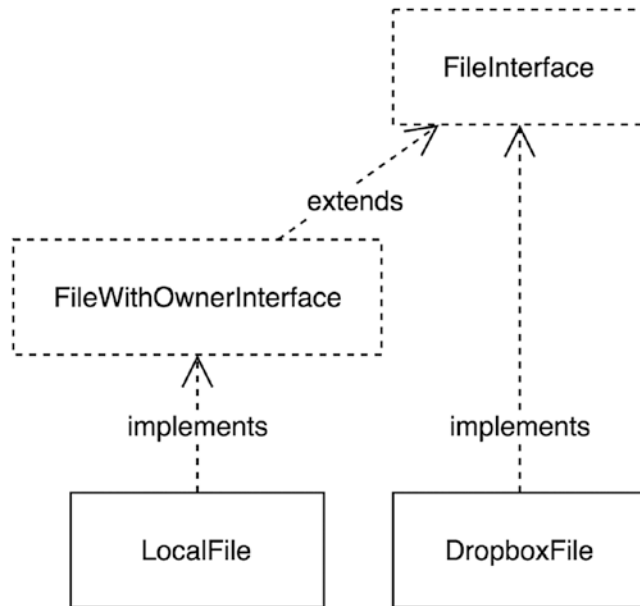 FileInterface
extends
FileWithOwnerInterface
implements
implements
LocalFile
DropboxFile